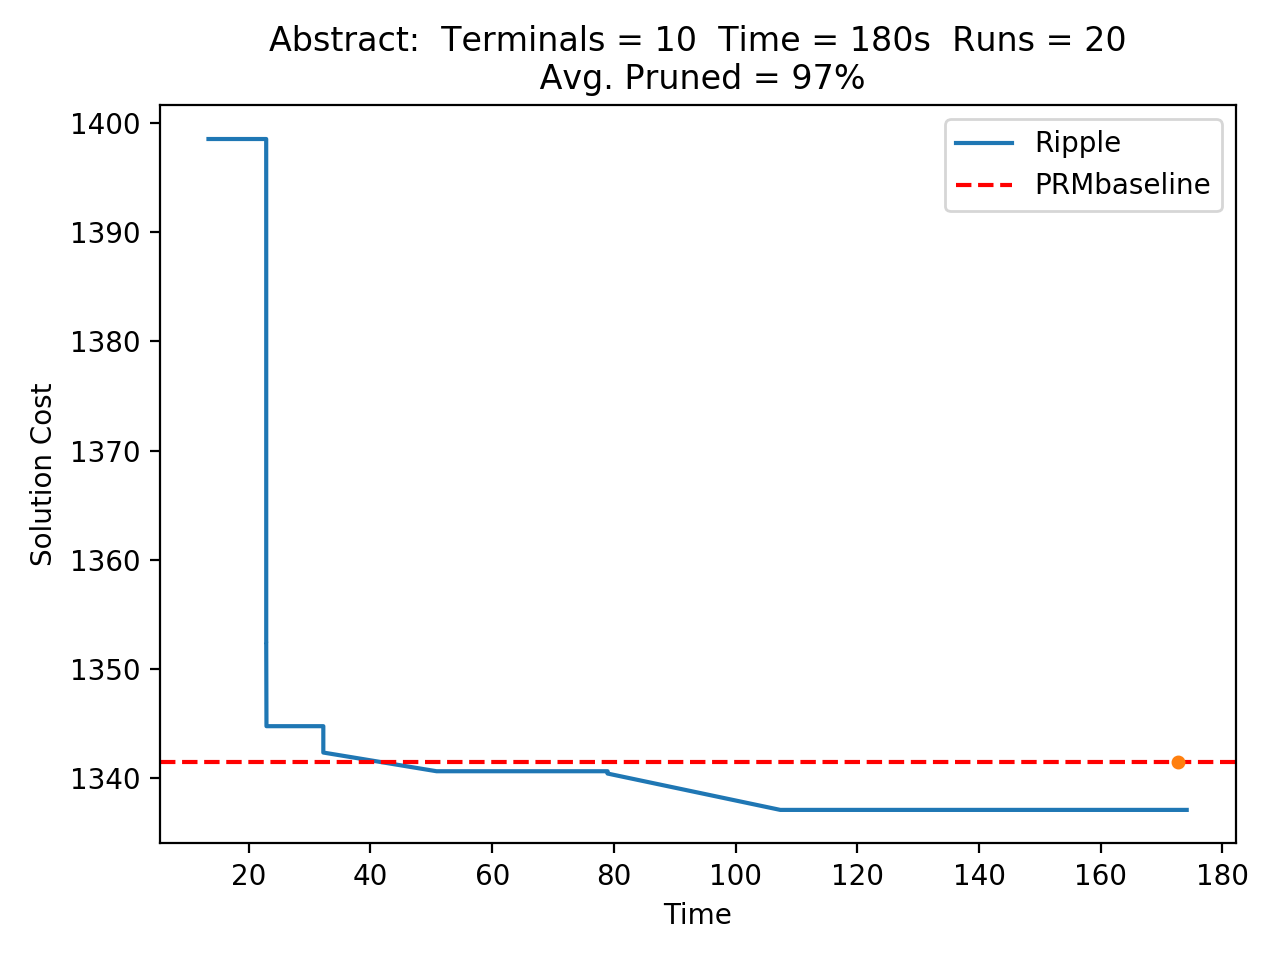 Abstract:  Terminals = 10  Time = 180s  Runs = 20
Avg. Pruned = 97%
Ripple
PRMbaseline
Solution Cost
1400
1390
1380
1370
1360
1350
1340
20 40 60 80 100 120 140 160 180
Time